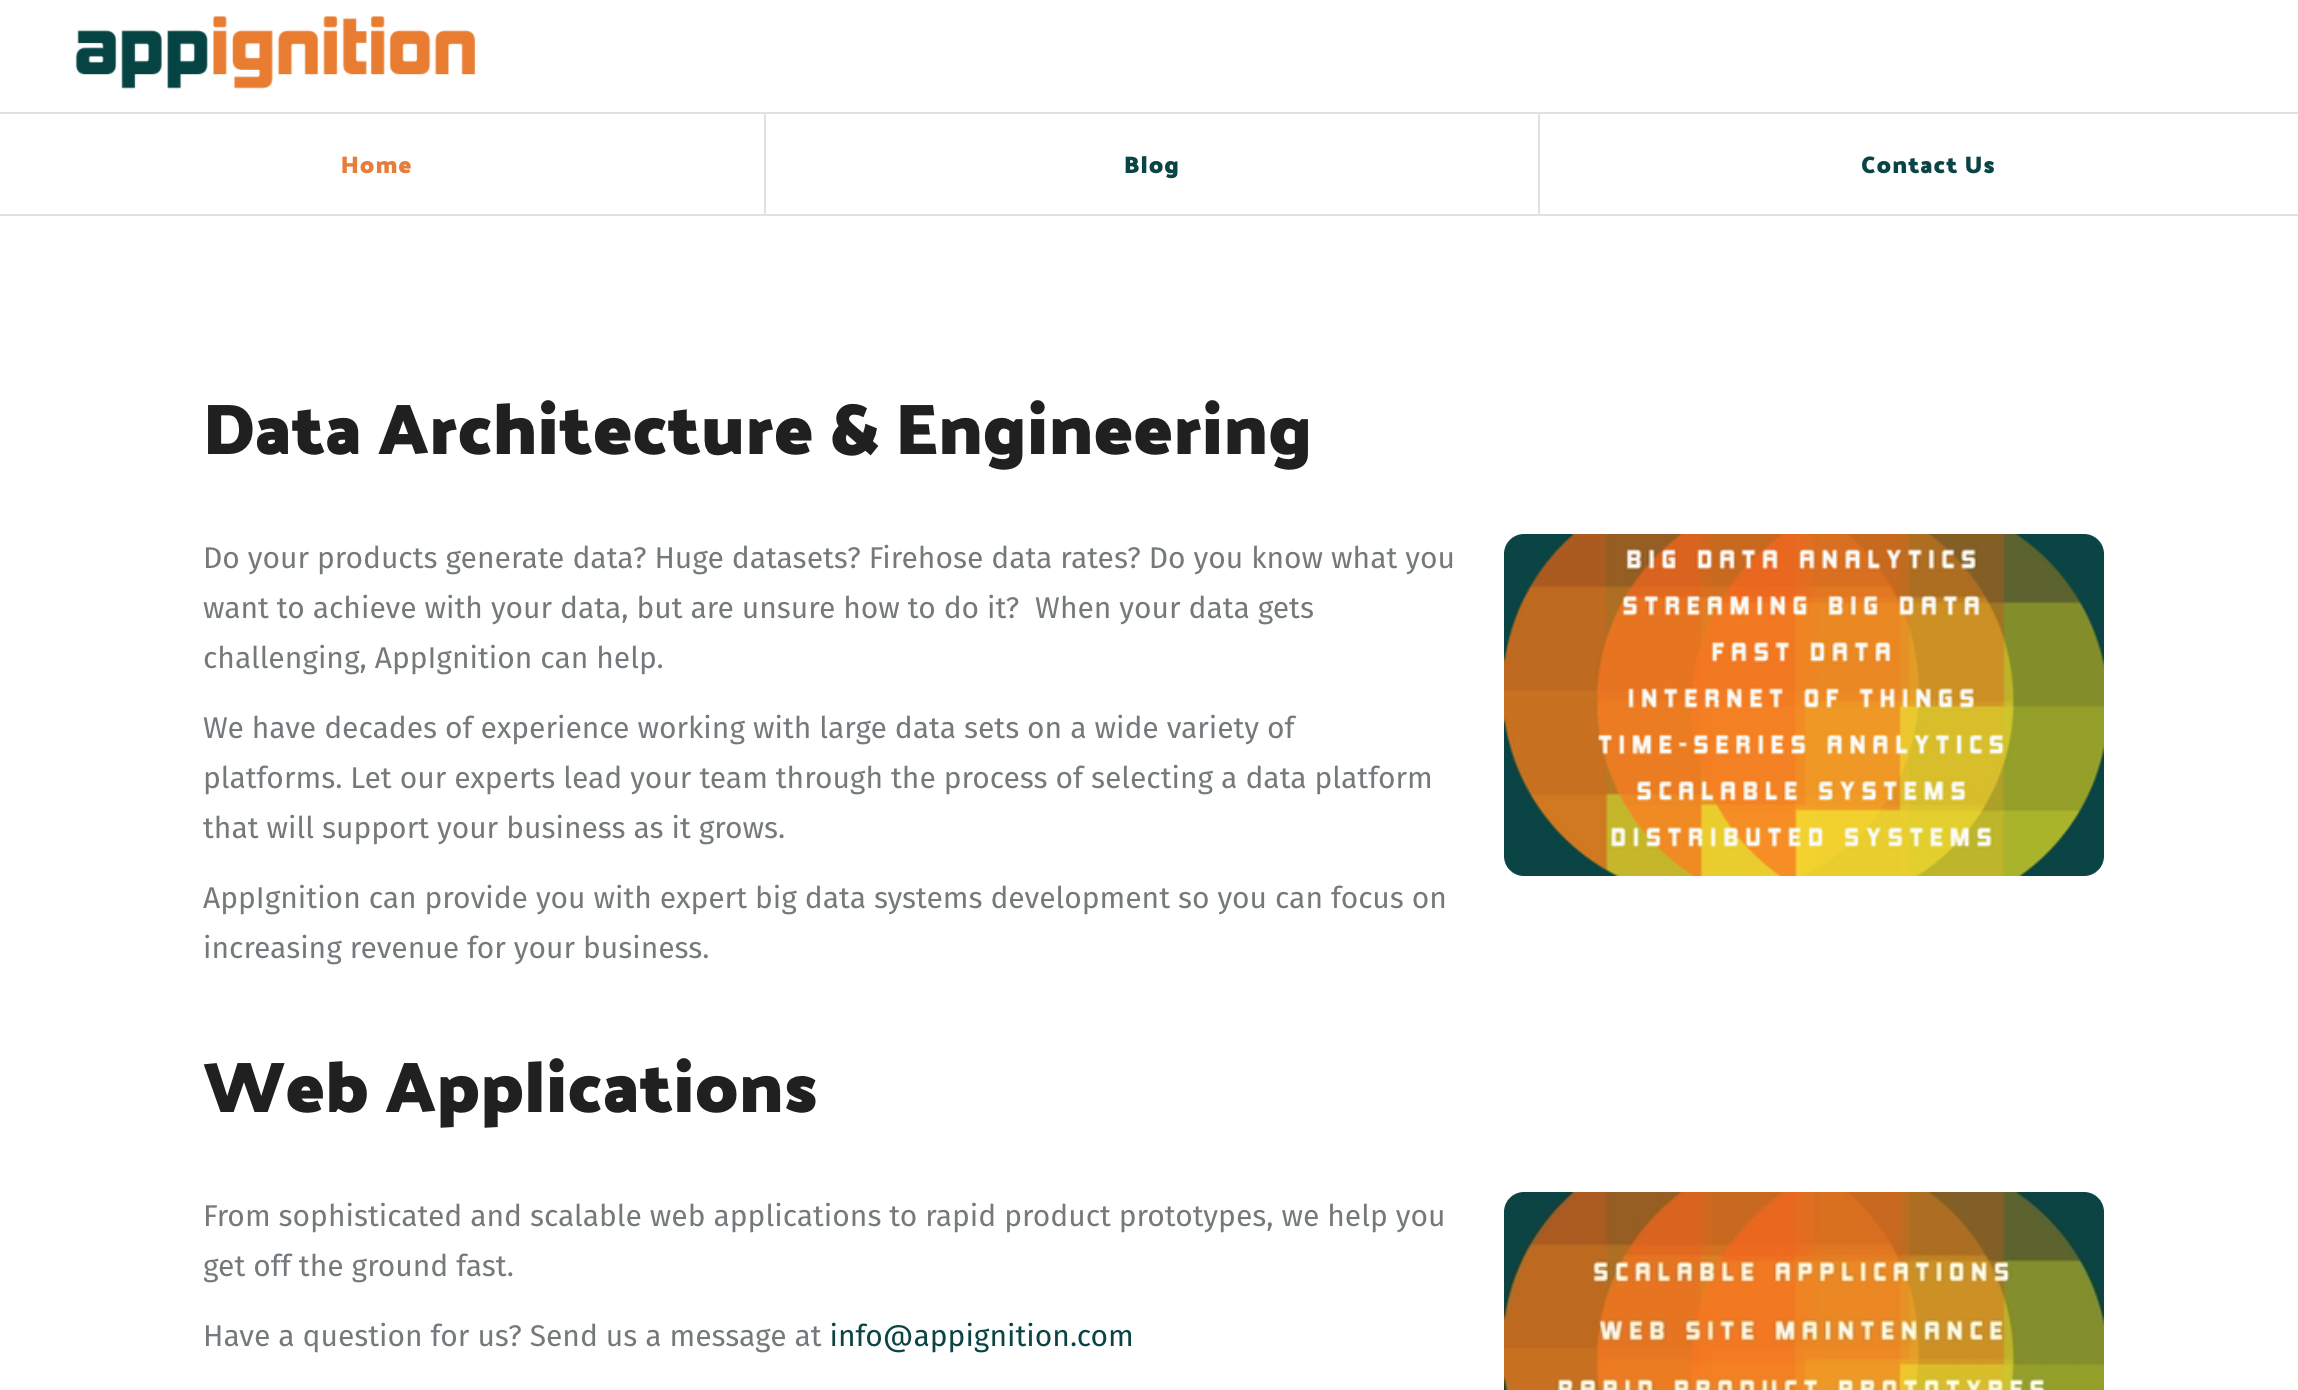 appignition
Home
Blog
Contact Us
Data Architecture & Engineering
Do your products generate data? Huge datasets? Firehose data rates? Do you know what you
want to achieve with your data, but are unsure how to do it?  When your data gets
challenging, AppIgnition can help.
We have decades of experience working with large data sets on a wide variety of
platforms. Let our experts lead your team through the process of selecting a data platform
that will support your business as it grows.
AppIgnition can provide you with expert big data systems development so you can focus on
increasing revenue for your business.
BIG DATA ANALYTICS
STREAMING BIG DATA
FAST DATA
INTERNET OF THINGS
TIME-SERIES ANALYTICS
SCALABLE SYSTEMS
DISTRIBUTED SYSTEMS
Web Applications
From sophisticated and scalable web applications to rapid product prototypes, we help you
get off the ground fast.
Have a question for us? Send us a message at info@appignition.com
SCALABLE APPLICATIONS
WEB SITE MAINTENANCE
RAPID PRODUCT PROTOTYPES